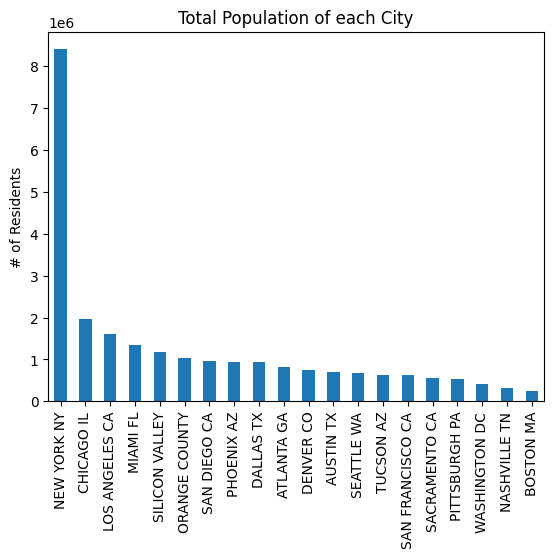 Total Population of each City
1e6
# of Residents
8
7
6
5
4
3
2
1
0
NEW YORK NY
CHICAGO IL
LOS ANGELES CA
MIAMI FL
SILICON VALLEY
ORANGE COUNTY
SAN DIEGO CA
PHOENIX AZ
DALLAS TX
ATLANTA GA
DENVER CO
AUSTIN TX
SEATTLE WA
TUCSON AZ
SAN FRANCISCO CA
SACRAMENTO CA
PITTSBURGH PA
WASHINGTON DC
NASHVILLE TN
BOSTON MA